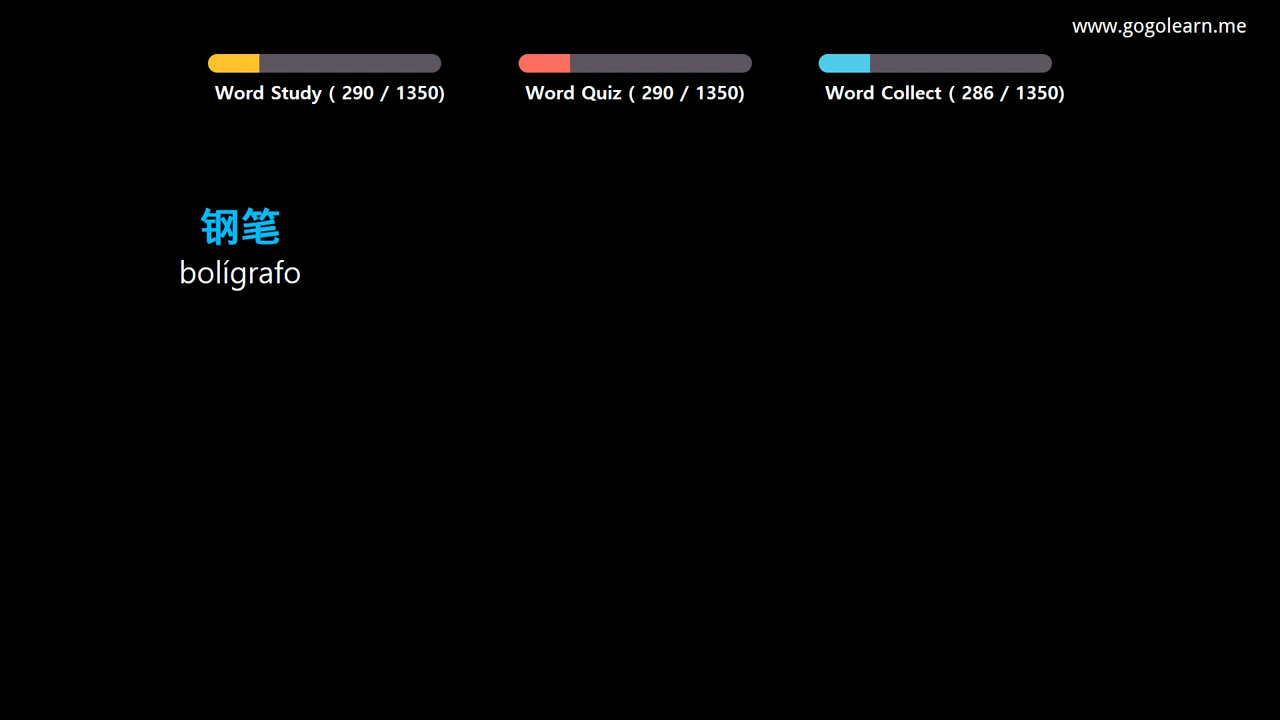 www.gogolearn.me
Word Study ( 290 / 1350)
Word Quiz ( 290 / 1350)
Word Collect ( 286 / 1350)
钢笔
bolígrafo